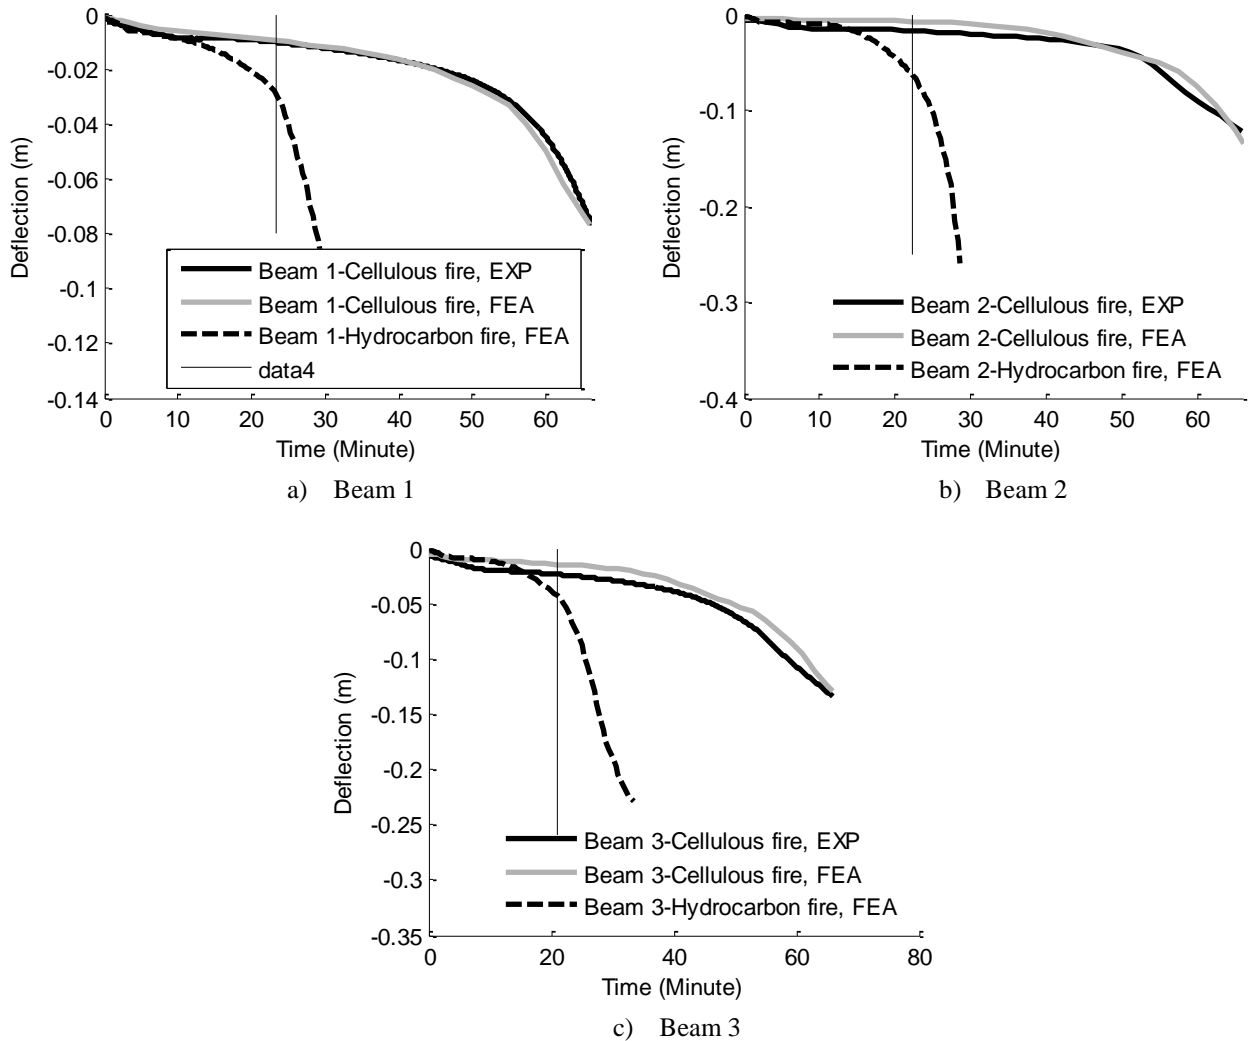 0
-0.02
-0.04
-0.06
-0.08
-0.1
-0.12
-0.14
Deflection (m)
Beam 1-Cellulous fire, EXP
Beam 1-Cellulous fire, FEA
Beam 1-Hydrocarbon fire, FEA
data4
0 10 20 30 40 50 60
Time (Minute)
a) Beam 1
0
-0.1
-0.2
-0.3
-0.4
Deflection (m)
Beam 2-Cellulous fire, EXP
Beam 2-Cellulous fire, FEA
Beam 2-Hydrocarbon fire, FEA
0 10 20 30 40 50 60
Time (Minute)
b) Beam 2
0
-0.05
-0.1
-0.15
-0.2
-0.25
-0.3
-0.35
Deflection (m)
Beam 3-Cellulous fire, EXP
Beam 3-Cellulous fire, FEA
Beam 3-Hydrocarbon fire, FEA
0 20 40 60 80
Time (Minute)
c) Beam 3